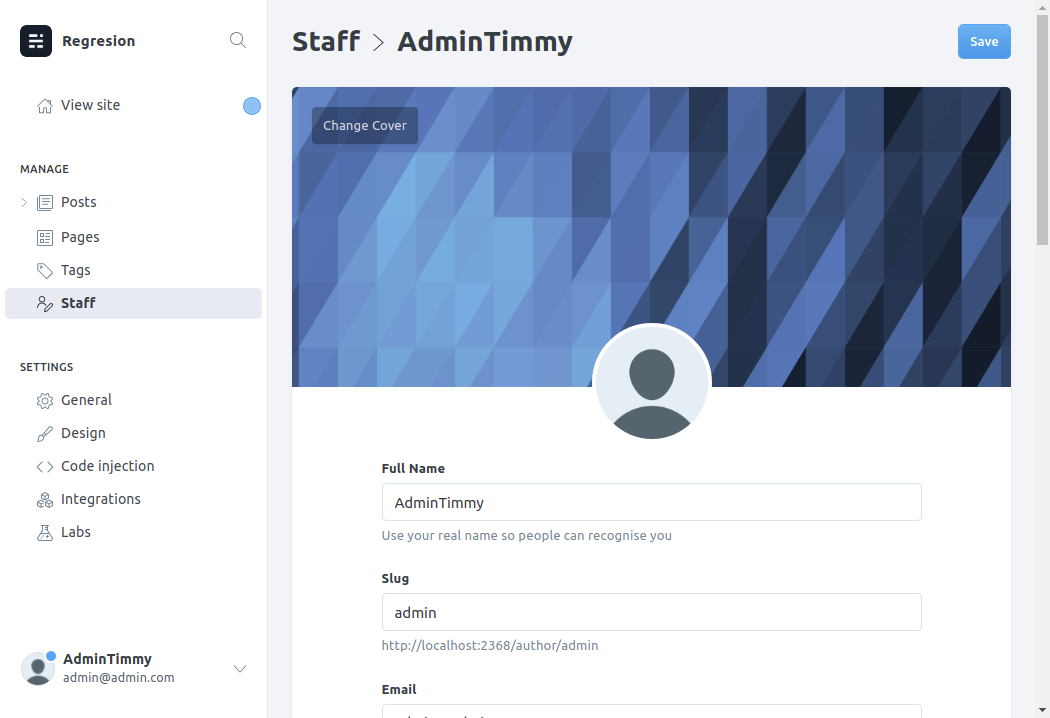 Regresion
View site
MANAGE
Posts
Pages
Tags
Staff
SETTINGS
General
Design
Code injection
Integrations
Labs
AdminTimmy
admin@admin.com
Staff > AdminTimmy
Save
Change Cover
Full Name
AdminTimmy
Use your real name so people can recognise you
Slug
admin
http://localhost:2368/author/admin
Email